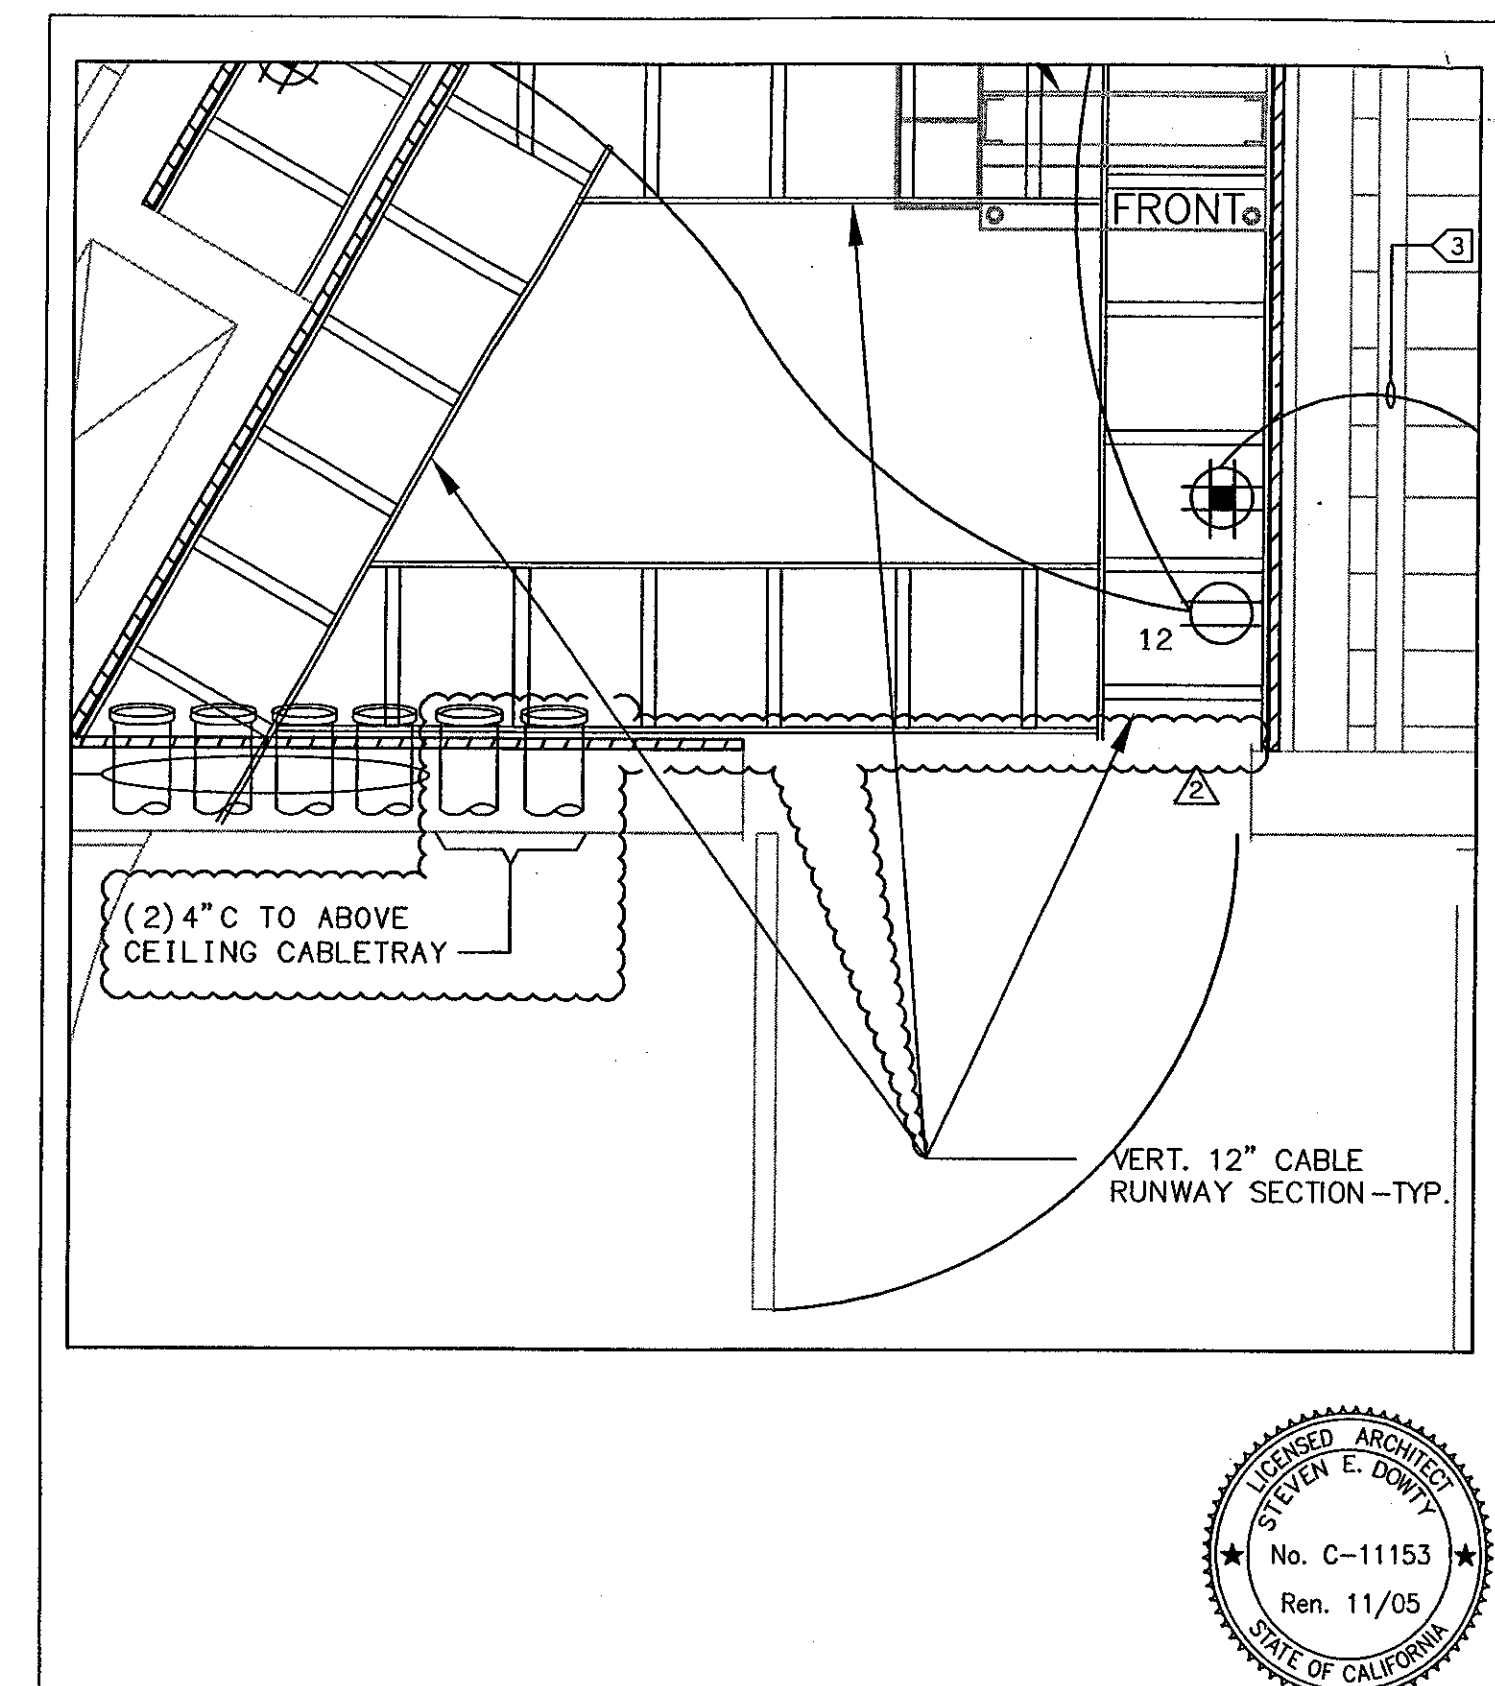 FRONT
3
12
2
(2)4"C TO ABOVE
CEILING CABLETRAY
VERT. 12" CABLE
RUNWAY SECTION-TYP.
LICENSED ARCHITECT
STEVEN E. DOWTY
No. C-11153
Ren. 11/05
STATE OF CALIFORNIA